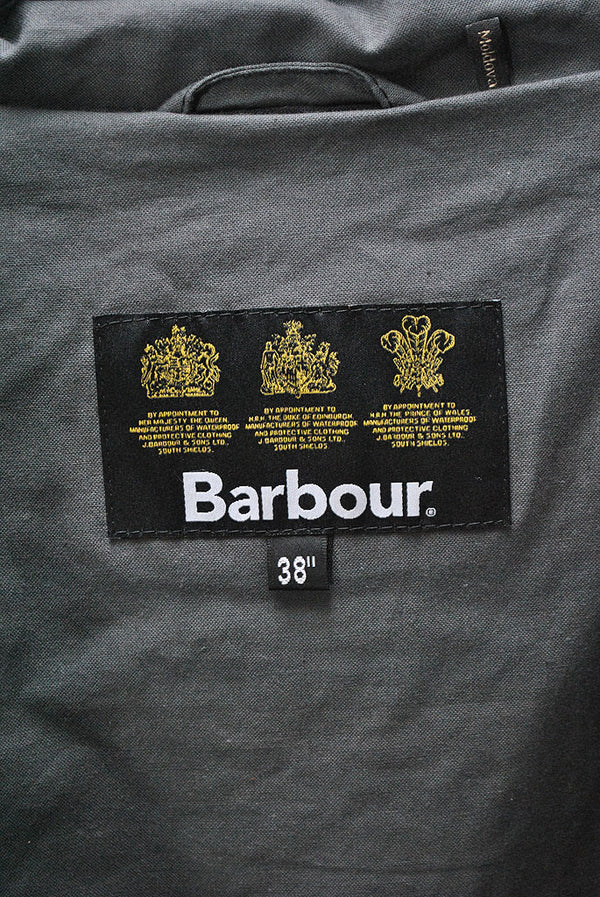 Moldova
BY APPOINTMENT TO
HER MAJESTY THE QUEEN,
MANUFACTURERS OF WATERPROOF
AND PROTECTIVE CLOTHING
J.BARBOUR & SONS LTD.,
SOUTH SHIELDS.
BY APPOINTMENT TO
H.R.H. THE DUKE OF EDINBURGH,
MANUFACTURERS OF WATERPROOF
AND PROTECTIVE CLOTHING
J.BARBOUR & SONS LTD.,
SOUTH SHIELDS.
BY APPOINTMENT TO
H.R.H. THE PRINCE OF WALES,
MANUFACTURERS OF WATERPROOF
AND PROTECTIVE CLOTHING
J.BARBOUR & SONS LTD.,
SOUTH SHIELDS.
Barbour®
38"